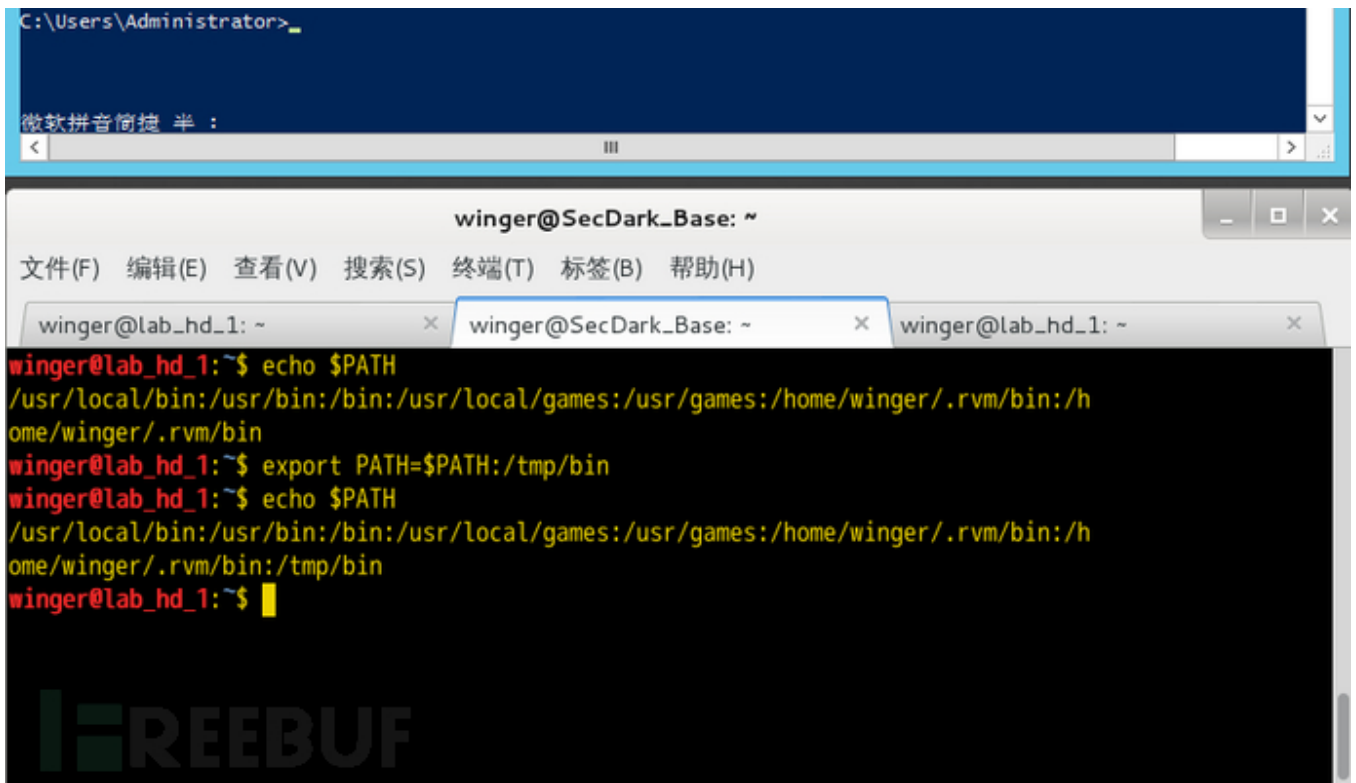 C:\Users\Administrator>_
微软拼音简捷 半 :
winger@SecDark_Base: ~
文件(F) 编辑(E) 查看(V) 搜索(S) 终端(T) 标签(B) 帮助(H)
winger@lab_hd_1: ~ winger@SecDark_Base: ~ winger@lab_hd_1: ~
winger@lab_hd_1:~$ echo $PATH
/usr/local/bin:/usr/bin:/bin:/usr/local/games:/usr/games:/home/winger/.rvm/bin:/h
ome/winger/.rvm/bin
winger@lab_hd_1:~$ export PATH=$PATH:/tmp/bin
winger@lab_hd_1:~$ echo $PATH
/usr/local/bin:/usr/bin:/bin:/usr/local/games:/usr/games:/home/winger/.rvm/bin:/h
ome/winger/.rvm/bin:/tmp/bin
winger@lab_hd_1:~$
FREEBUF